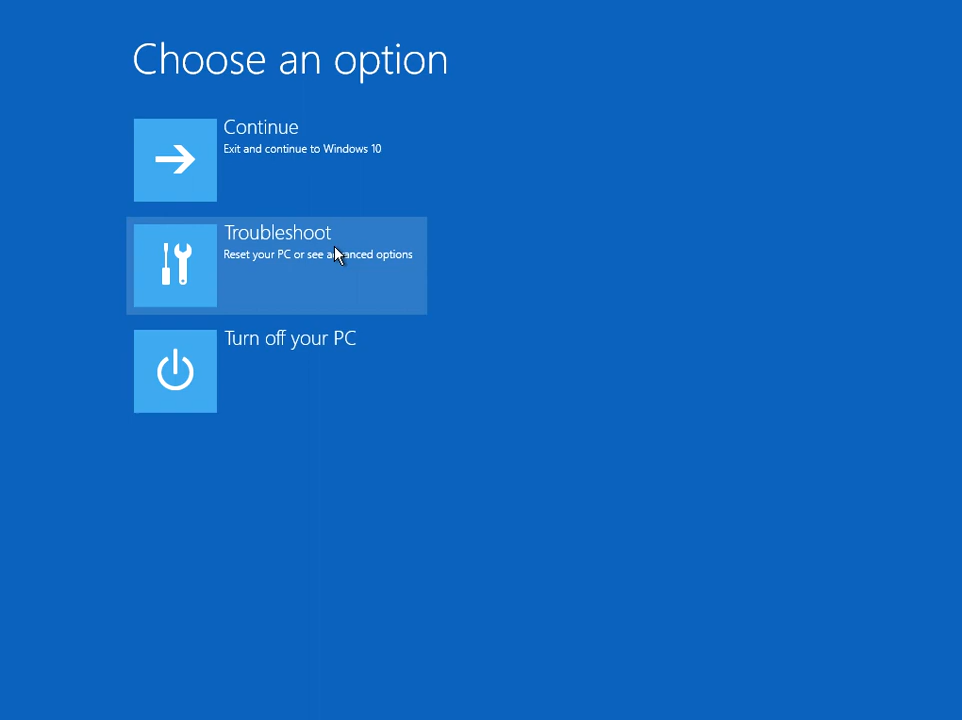 Choose an option
Continue
Exit and continue to Windows 10
Troubleshoot
Reset your PC or see advanced options
Turn off your PC